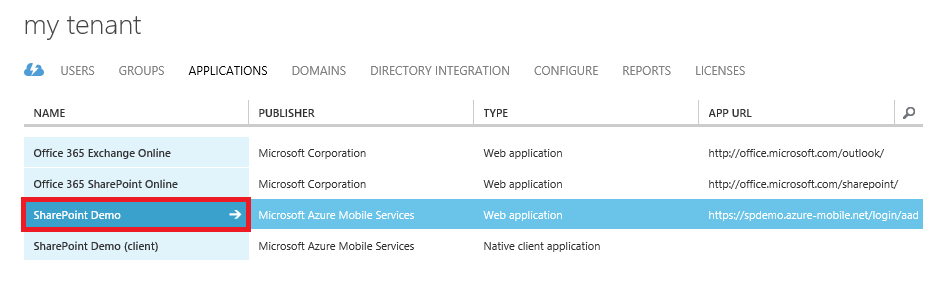 my tenant
USERS GROUPS APPLICATIONS DOMAINS DIRECTORY INTEGRATION CONFIGURE REPORTS LICENSES
NAME PUBLISHER TYPE APP URL
Office 365 Exchange Online Microsoft Corporation Web application http://office.microsoft.com/outlook/
Office 365 SharePoint Online Microsoft Corporation Web application http://office.microsoft.com/sharepoint/
SharePoint Demo Microsoft Azure Mobile Services Web application https://spdemo.azure-mobile.net/login/aad
SharePoint Demo (client) Microsoft Azure Mobile Services Native client application